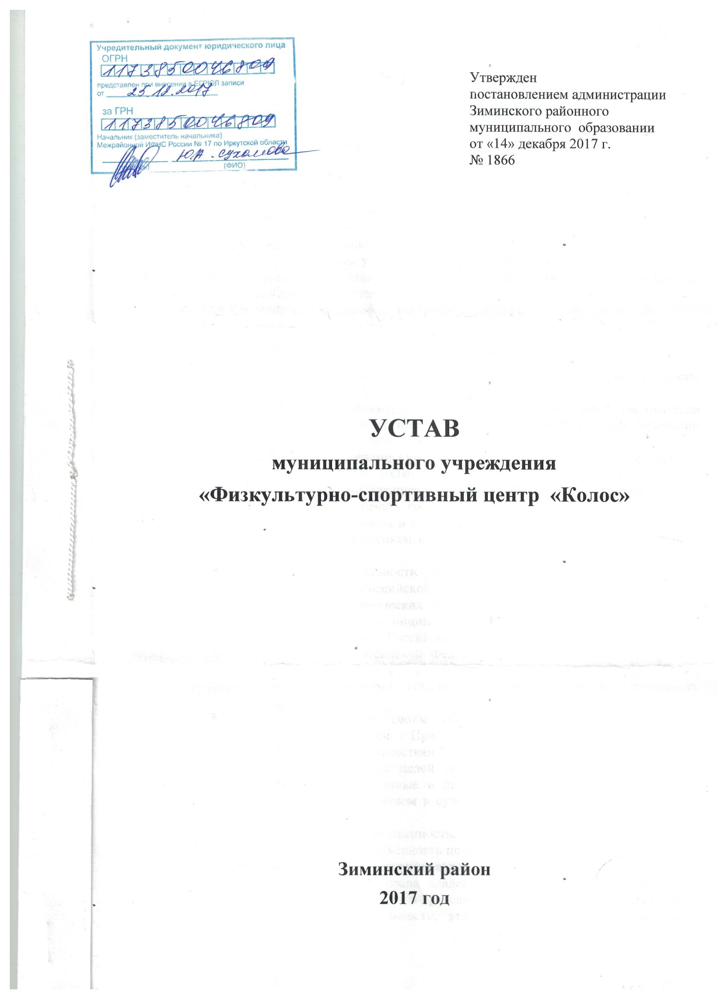 Учредительный документ юридического лица
ОГРН
1173850046809
представлен при внесении в ЕГРЮЛ записи
от 25.12.2017
за ГРН
1173850046809
Начальник (заместитель начальника)
Межрайонной ИФНС России № 17 по Иркутской области
Ю.А. Сухомова
(ФИО)
Утвержден
постановлением администрации
Зиминского районного
муниципального образовании
от «14» декабря 2017 г.
№ 1866
УСТАВ
муниципального учреждения
«Физкультурно-спортивный центр «Колос»
Зиминский район
2017 год